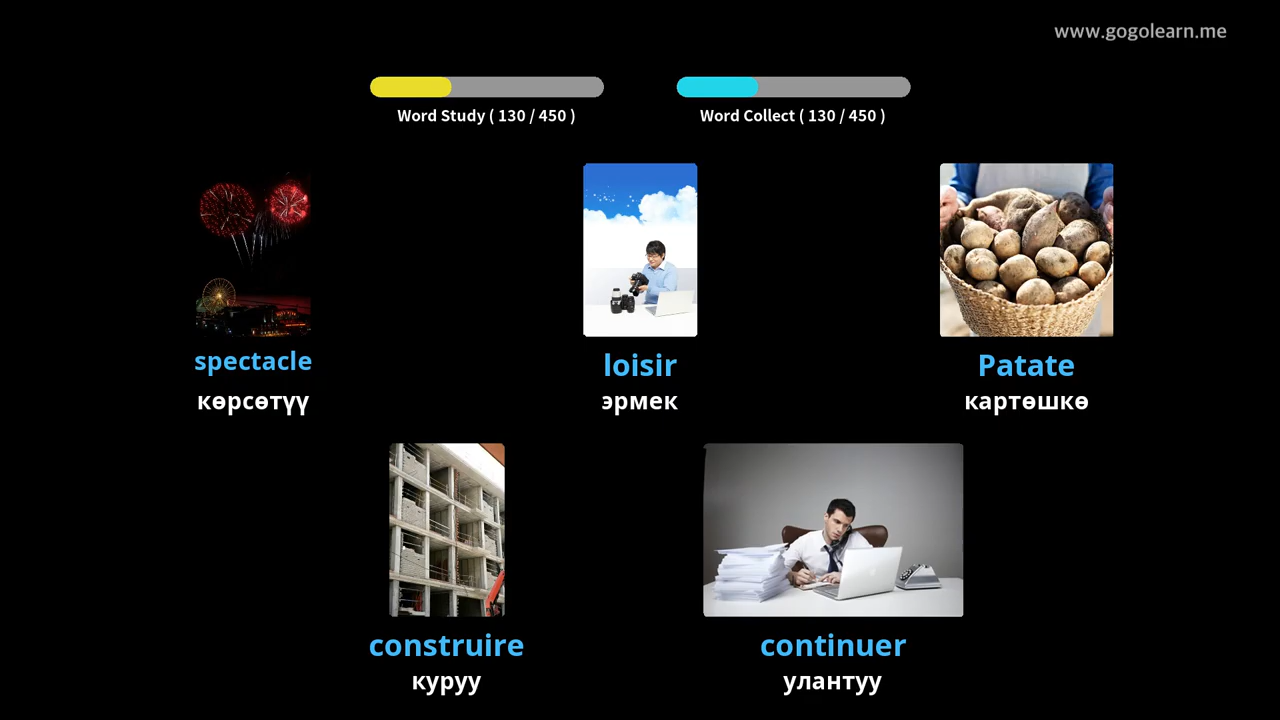 www.gogolearn.me
Word Study ( 130 / 450 )
Word Collect ( 130 / 450 )
spectacle
көрсөтүү
loisir
эрмек
Patate
картөшкө
construire
куруу
continuer
улантуу